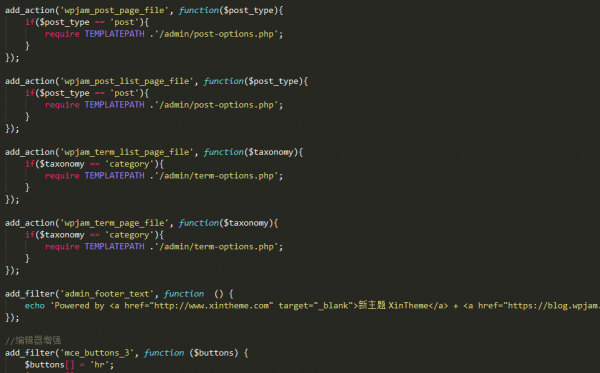 add_action('wpjam_post_page_file', function($post_type){
if($post_type == 'post'){
require TEMPLATEPATH .'/admin/post-options.php';
}
});
add_action('wpjam_post_list_page_file', function($post_type){
if($post_type == 'post'){
require TEMPLATEPATH .'/admin/post-options.php';
}
});
add_action('wpjam_term_list_page_file', function($taxonomy){
if($taxonomy == 'category'){
require TEMPLATEPATH .'/admin/term-options.php';
}
});
add_action('wpjam_term_page_file', function($taxonomy){
if($taxonomy == 'category'){
require TEMPLATEPATH .'/admin/term-options.php';
}
});
add_filter('admin_footer_text', function  () {
echo 'Powered by <a href="http://www.xintheme.com" target="_blank">新主题 XinTheme</a> + <a href="https://blog.wpjam.
});
//编辑器增强
add_filter('mce_buttons_3', function ($buttons) {
$buttons[] = 'hr';